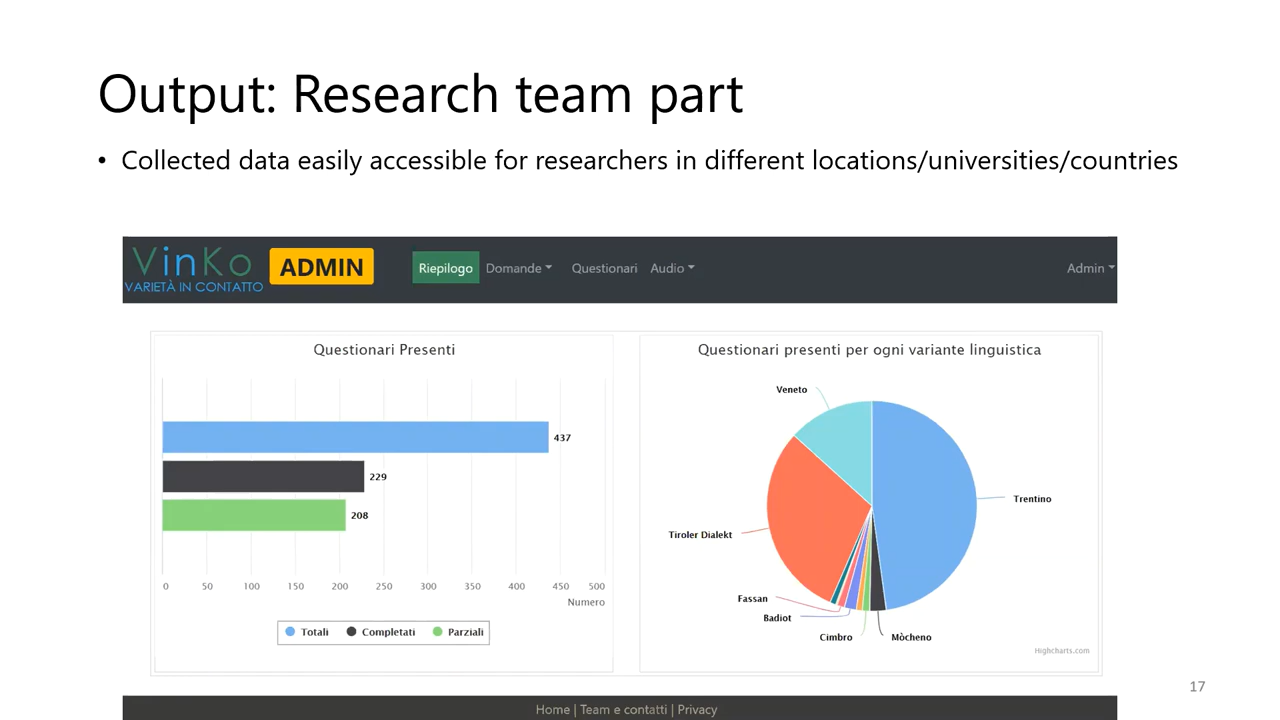 Output: Research team part
• Collected data easily accessible for researchers in different locations/universities/countries
VinKo
VARIETÀ IN CONTATTO
ADMIN
Riepilogo
Domande
Questionari
Audio
Admin
Questionari Presenti
437
229
208
0 50 100 150 200 250 300 350 400 450 500
Numero
Totali Completati Parziali
Questionari presenti per ogni variante linguistica
Veneto
Trentino
Tiroler Dialekt
Fassan
Badiot
Cimbro
Mòcheno
Highcharts.com
17
Home | Team e contatti | Privacy